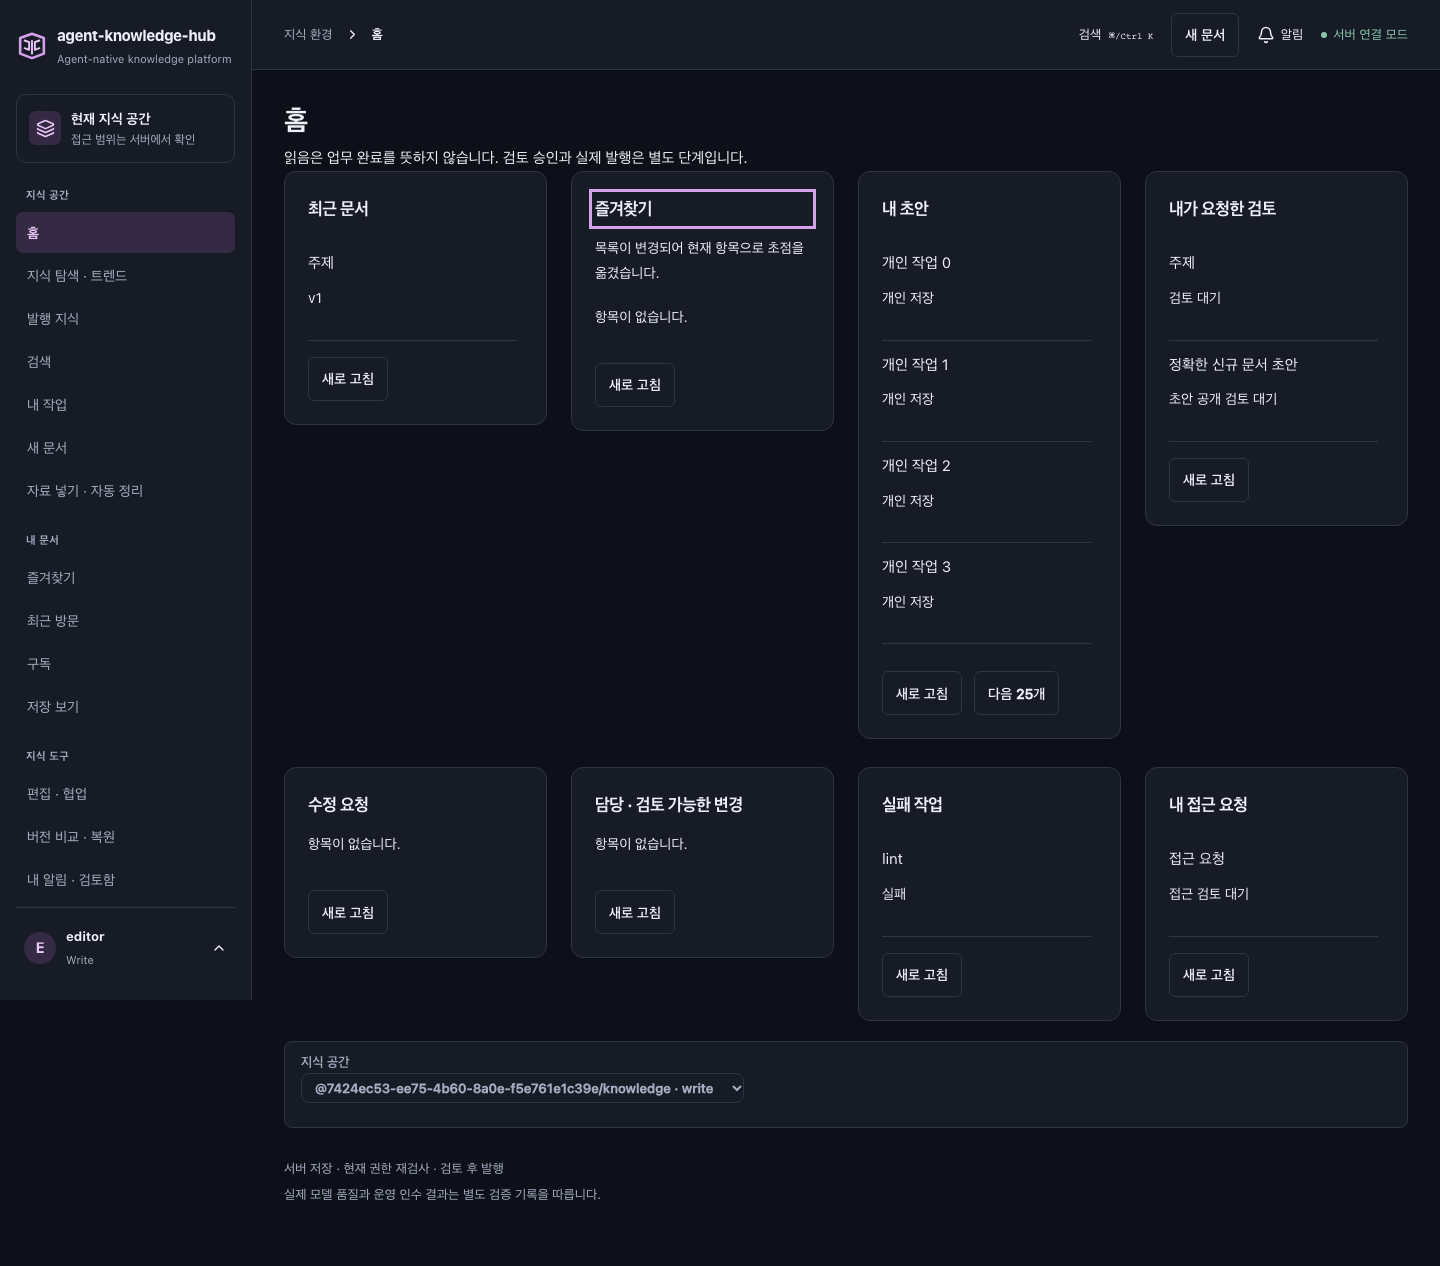 agent-knowledge-hub
Agent-native knowledge platform
현재 지식 공간
접근 범위는 서버에서 확인
지식 공간
홈
지식 탐색 · 트렌드
발행 지식
검색
내 작업
새 문서
자료 넣기 · 자동 정리
내 문서
즐겨찾기
최근 방문
구독
저장 보기
지식 도구
편집 · 협업
버전 비교 · 복원
내 알림 · 검토함
E
editor
Write
지식 환경 > 홈
검색 ⌘/Ctrl K
새 문서
알림
서버 연결 모드
홈
읽음은 업무 완료를 뜻하지 않습니다. 검토 승인과 실제 발행은 별도 단계입니다.
최근 문서
주제
v1
새로 고침
즐겨찾기
목록이 변경되어 현재 항목으로 초점을
옮겼습니다.
항목이 없습니다.
새로 고침
내 초안
개인 작업 0
개인 저장
개인 작업 1
개인 저장
개인 작업 2
개인 저장
개인 작업 3
개인 저장
새로 고침
다음 25개
내가 요청한 검토
주제
검토 대기
정확한 신규 문서 초안
초안 공개 검토 대기
새로 고침
수정 요청
항목이 없습니다.
새로 고침
담당 · 검토 가능한 변경
항목이 없습니다.
새로 고침
실패 작업
lint
실패
새로 고침
내 접근 요청
접근 요청
접근 검토 대기
새로 고침
지식 공간
@7424ec53-ee75-4b60-8a0e-f5e761e1c39e/knowledge · write
서버 저장 · 현재 권한 재검사 · 검토 후 발행
실제 모델 품질과 운영 인수 결과는 별도 검증 기록을 따릅니다.